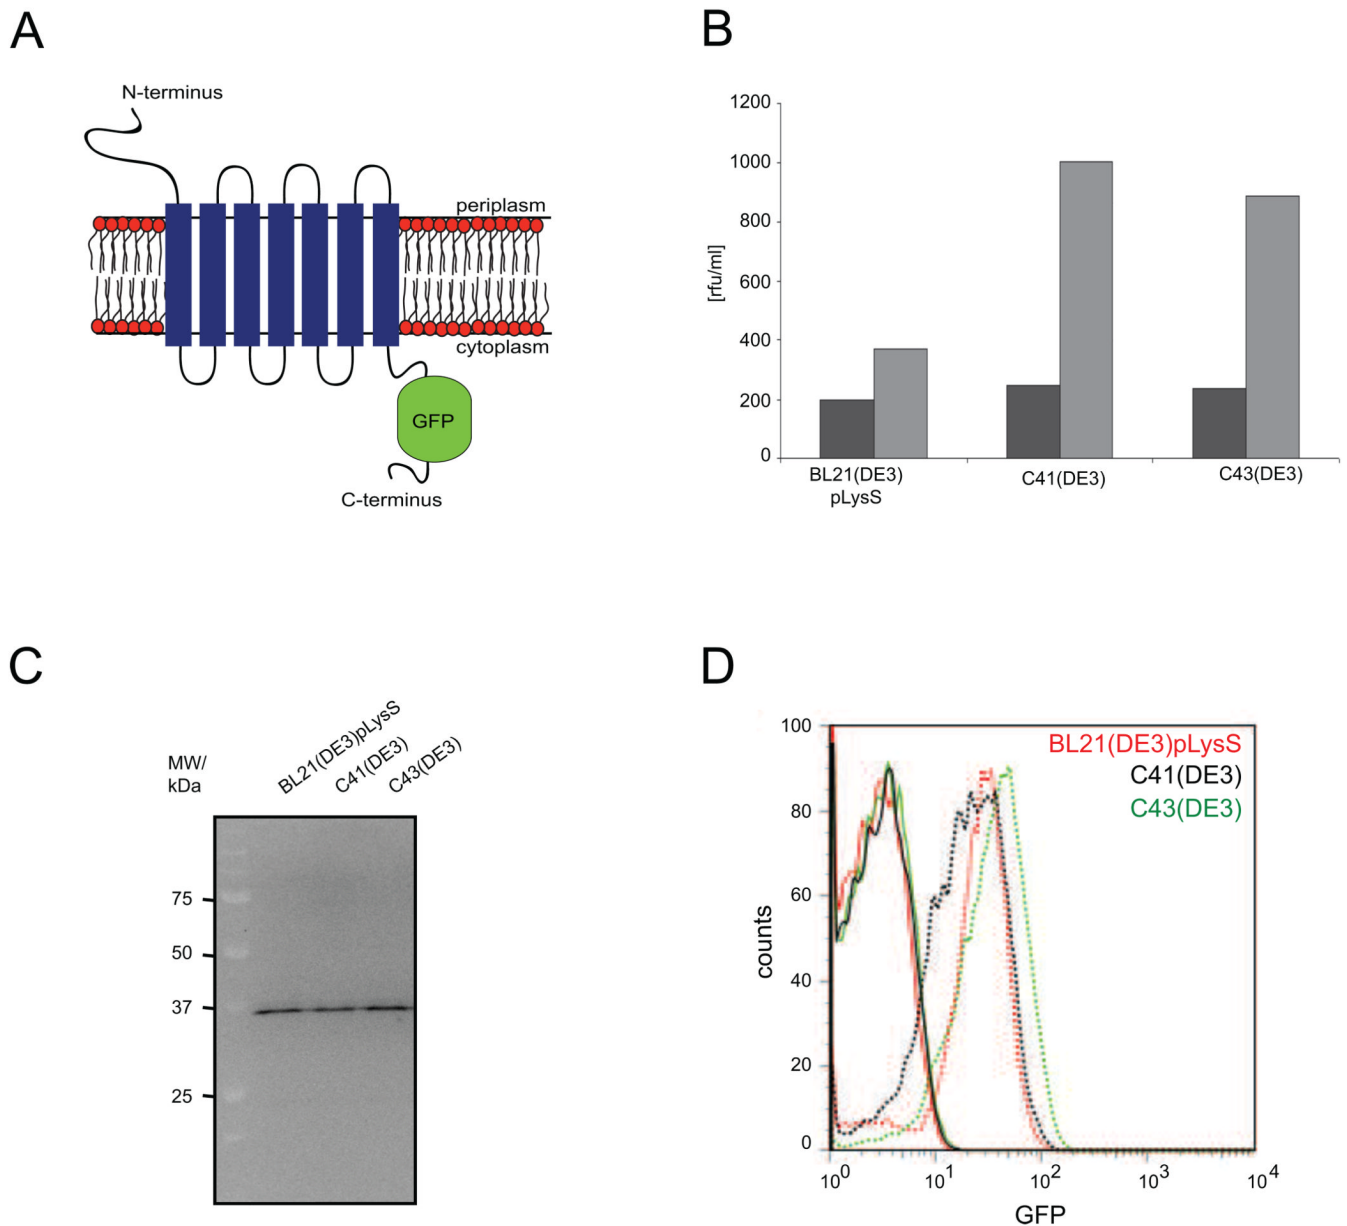 A
N-terminus
periplasm
cytoplasm
GFP
C-terminus
B
1200
1000
800
600
400
200
0
[rfu/ml]
BL21(DE3)
pLysS
C41(DE3)
C43(DE3)
C
MW/
kDa
BL21(DE3)pLysS
C41(DE3)
C43(DE3)
75
50
37
25
D
100
80
60
40
20
0
counts
BL21(DE3)pLysS
C41(DE3)
C43(DE3)
10^0
10^1
10^2
10^3
10^4
GFP